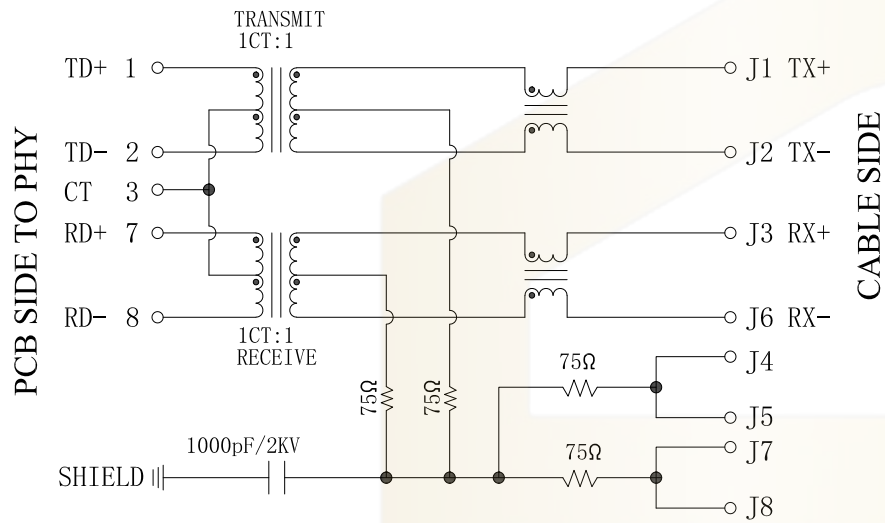 TRANSMIT
1CT:1
TD+ 1
J1 TX+
TD- 2
J2 TX-
CT 3
RD+ 7
J3 RX+
RD- 8
J6 RX-
1CT:1
RECEIVE
PCB SIDE TO PHY
CABLE SIDE
75Ω
J4
75Ω
75Ω
J5
1000pF/2KV
75Ω
J7
SHIELD
J8